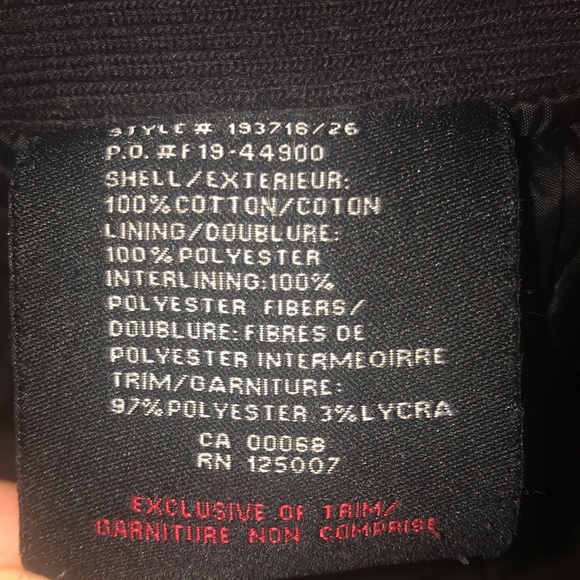 STYLE # 193716/26
P.O. #F19-44900
SHELL/EXTERIEUR:
100% COTTON/COTON
LINING/DOUBLURE:
100% POLYESTER
INTERLINING:100%
POLYESTER FIBERS/
DOUBLURE: FIBRES DE
POLYESTER INTERMEOIRRE
TRIM/GARNITURE:
97% POLYESTER 3% LYCRA
CA 00068
RN 125007
EXCLUSIVE OF TRIM/
GARNITURE NON COMPRISE